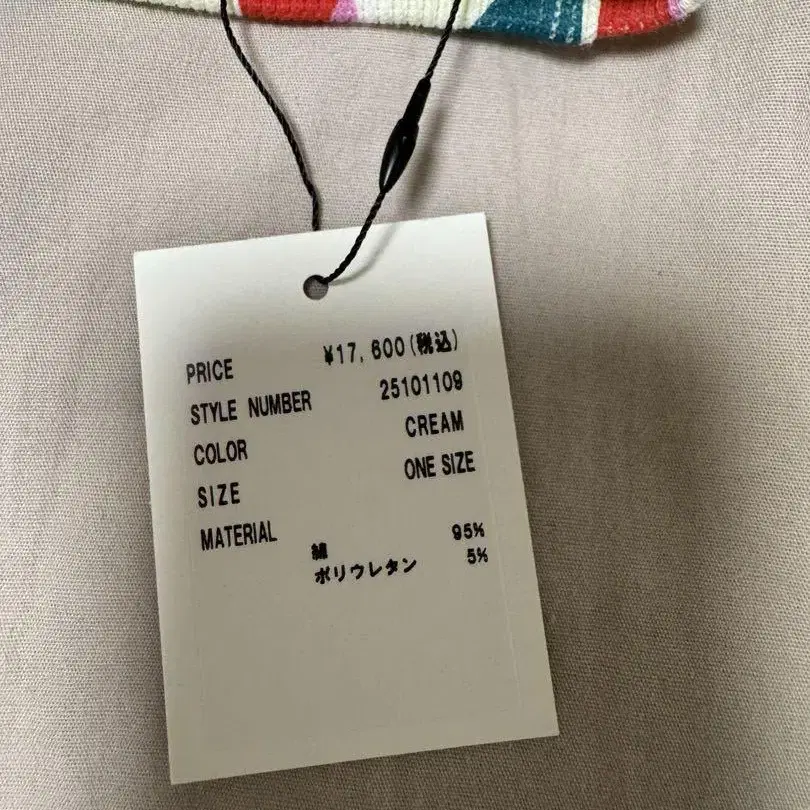 PRICE ¥17,600(税込)
STYLE NUMBER 25101109
COLOR CREAM
SIZE ONE SIZE
MATERIAL
綿 95%
ポリウレタン 5%